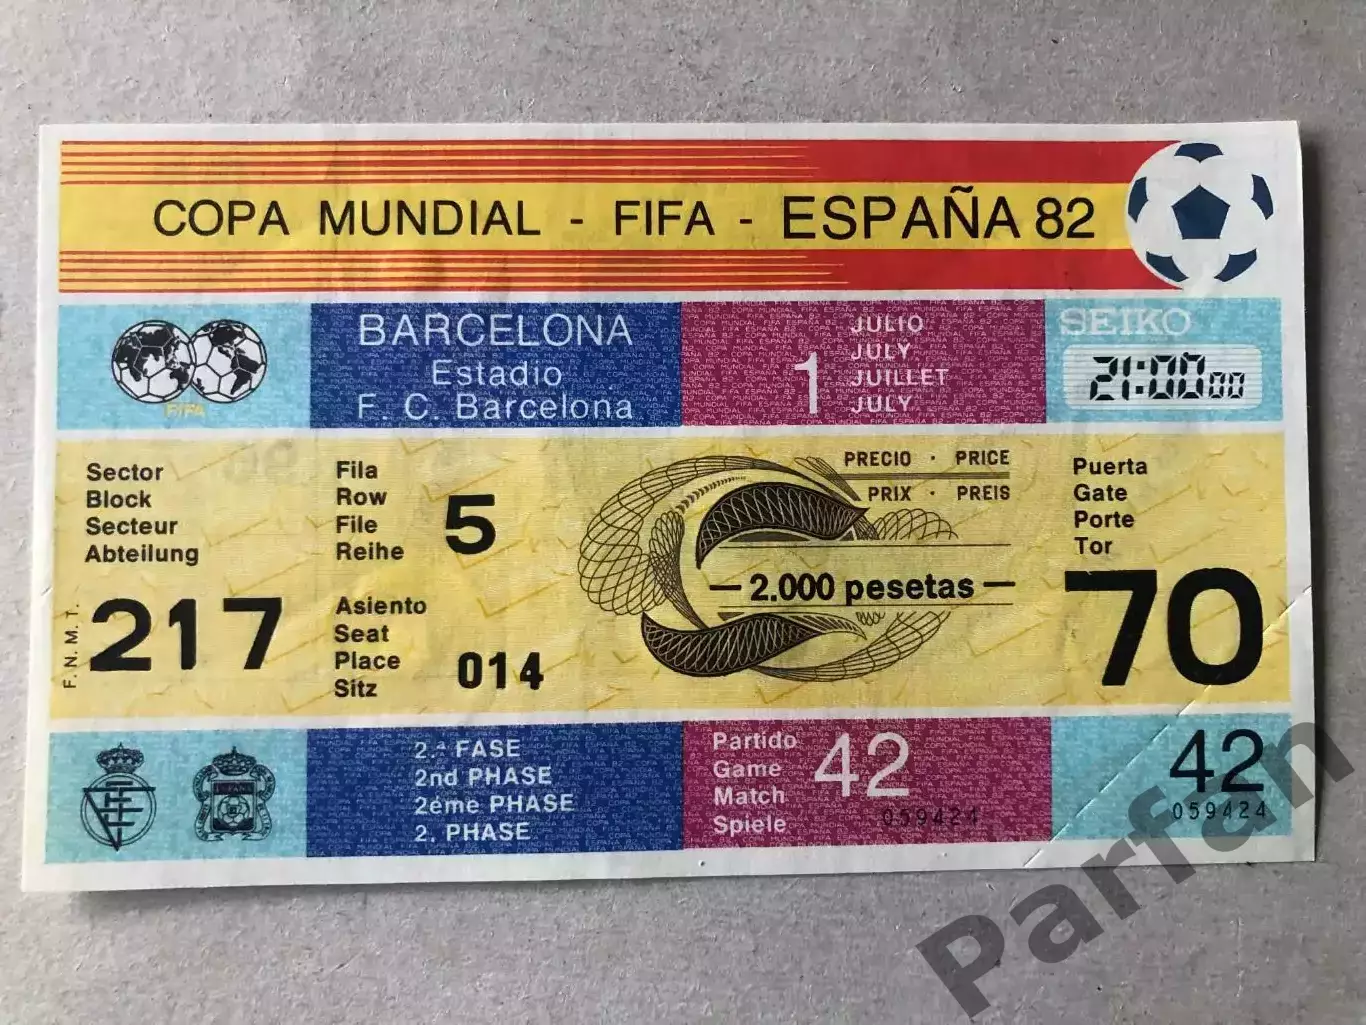 COPA MUNDIAL - FIFA - ESPAÑA 82
FIFA
BARCELONA
Estadio
F. C. Barcelona
1
JULIO
JULY
JUILLET
JULY
SEIKO
21:00 00
Sector
Block
Secteur
Abteilung
217
F.N.M.T.
Fila
Row
File
Reihe
5
Asiento
Seat
Place
Sitz
014
PRECIO · PRICE
PRIX · PREIS
— 2.000 pesetas —
Puerta
Gate
Porte
Tor
70
2.ª FASE
2nd PHASE
2éme PHASE
2. PHASE
Partido
Game
Match
Spiele
42
059424
42
059424
Parfan